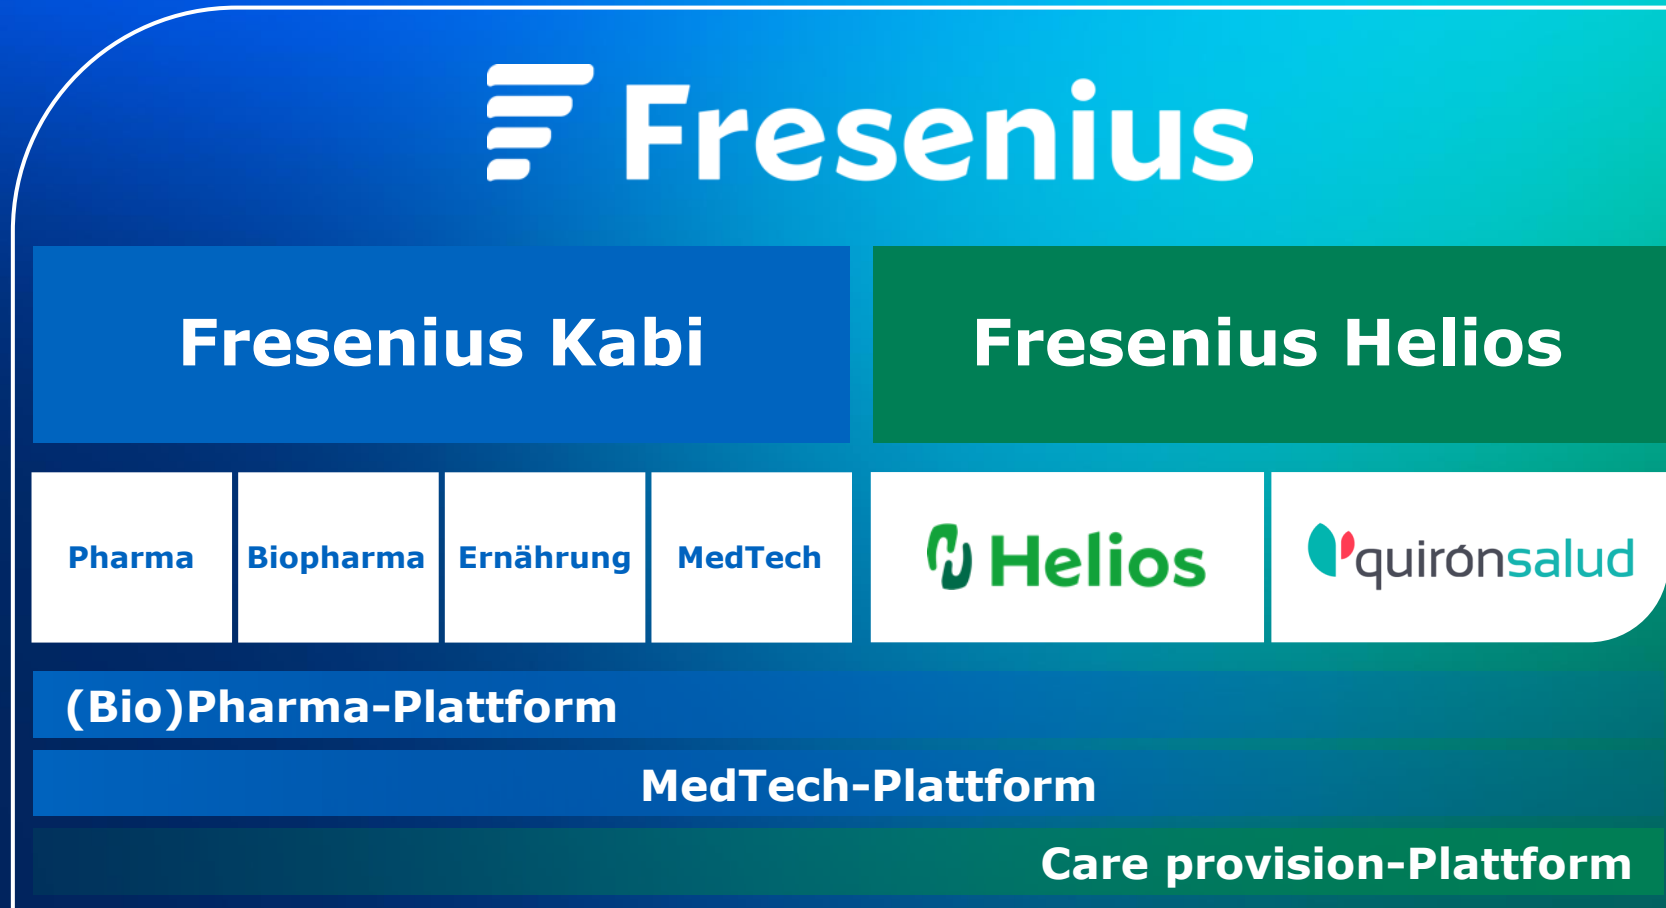 Fresenius
Fresenius Kabi
Fresenius Helios
Pharma
Biopharma
Ernährung
MedTech
Helios
quirónsalud
(Bio)Pharma-Plattform
MedTech-Plattform
Care provision-Plattform